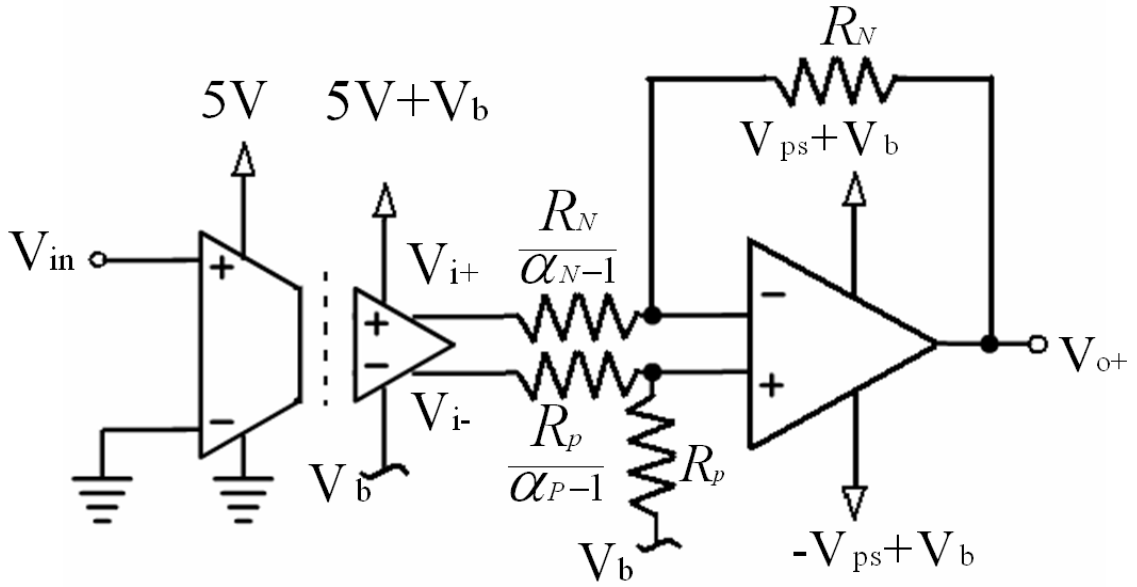 R_N
5V
5V+V_b
V_ps+V_b
R_N
α_N-1
V_in
V_i+
+
+
−
−
V_o+
−
+
V_i-
R_p
α_P-1
V_b
R_p
V_b
-V_ps+V_b